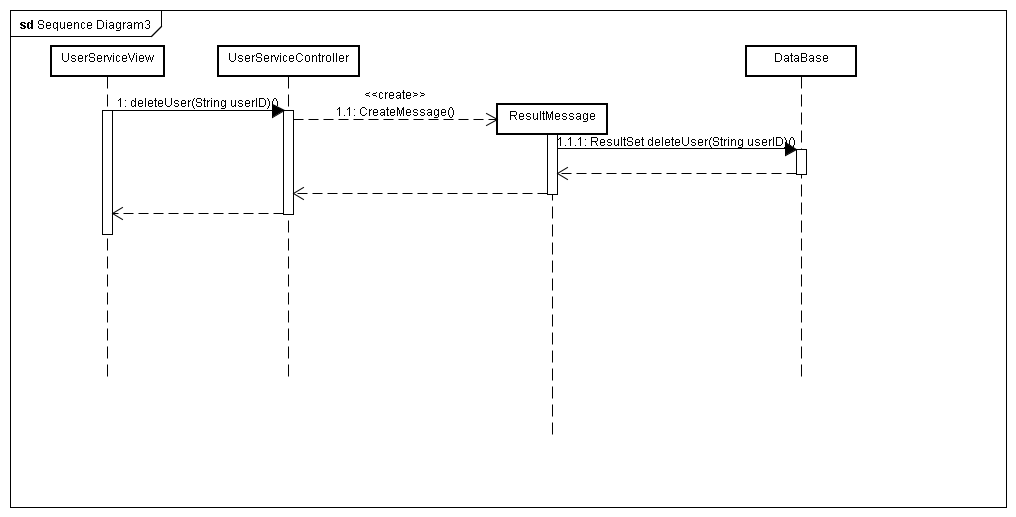 sd Sequence Diagram3
UserServiceView
UserServiceController
DataBase
<<create>>
1: deleteUser(String userID)()
1.1: CreateMessage()
ResultMessage
1.1.1: ResultSet deleteUser(String userID)()